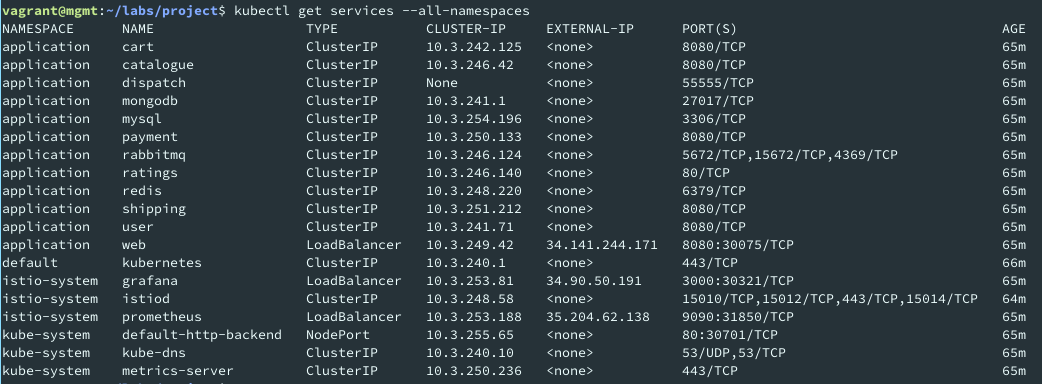 vagrant@mgmt:~/labs/project$ kubectl get services --all-namespaces
NAMESPACE NAME TYPE CLUSTER-IP EXTERNAL-IP PORT(S) AGE
application cart ClusterIP 10.3.242.125 <none> 8080/TCP 65m
application catalogue ClusterIP 10.3.246.42 <none> 8080/TCP 65m
application dispatch ClusterIP None <none> 55555/TCP 65m
application mongodb ClusterIP 10.3.241.1 <none> 27017/TCP 65m
application mysql ClusterIP 10.3.254.196 <none> 3306/TCP 65m
application payment ClusterIP 10.3.250.133 <none> 8080/TCP 65m
application rabbitmq ClusterIP 10.3.246.124 <none> 5672/TCP,15672/TCP,4369/TCP 65m
application ratings ClusterIP 10.3.246.140 <none> 80/TCP 65m
application redis ClusterIP 10.3.248.220 <none> 6379/TCP 65m
application shipping ClusterIP 10.3.251.212 <none> 8080/TCP 65m
application user ClusterIP 10.3.241.71 <none> 8080/TCP 65m
application web LoadBalancer 10.3.249.42 34.141.244.171 8080:30075/TCP 65m
default kubernetes ClusterIP 10.3.240.1 <none> 443/TCP 66m
istio-system grafana LoadBalancer 10.3.253.81 34.90.50.191 3000:30321/TCP 65m
istio-system istiod ClusterIP 10.3.248.58 <none> 15010/TCP,15012/TCP,443/TCP,15014/TCP 64m
istio-system prometheus LoadBalancer 10.3.253.188 35.204.62.138 9090:31850/TCP 65m
kube-system default-http-backend NodePort 10.3.255.65 <none> 80:30701/TCP 65m
kube-system kube-dns ClusterIP 10.3.240.10 <none> 53/UDP,53/TCP 65m
kube-system metrics-server ClusterIP 10.3.250.236 <none> 443/TCP 65m